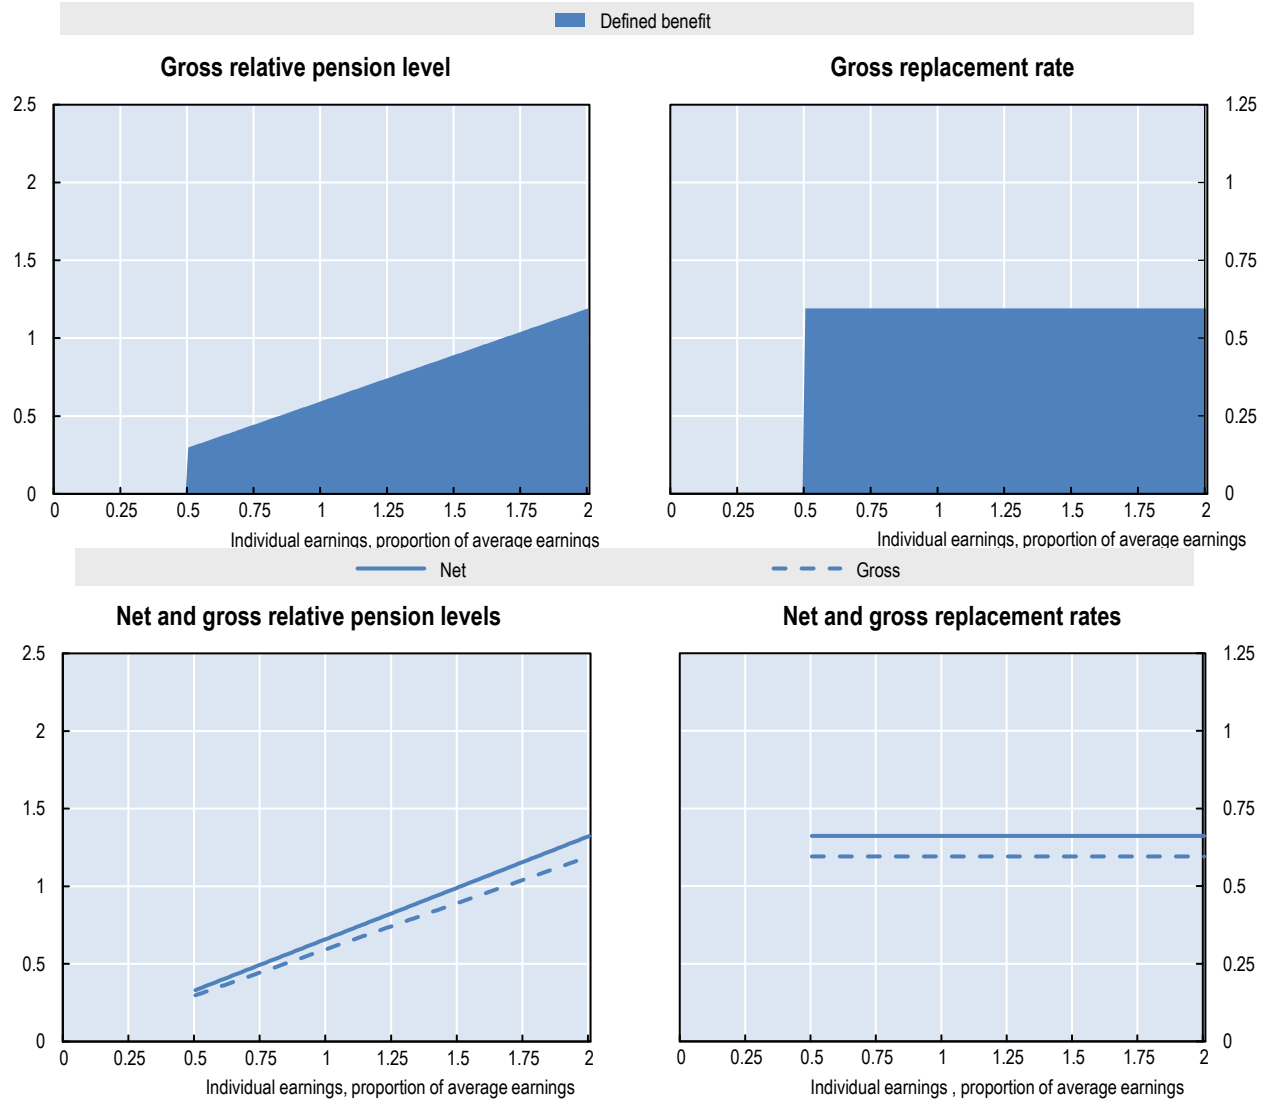 Defined benefit
Gross relative pension level
Gross replacement rate
2.5
2
1.5
1
0.5
0
0 0.25 0.5 0.75 1 1.25 1.5 1.75 2
Individual earnings, proportion of average earnings
1.25
1
0.75
0.5
0.25
0
0 0.25 0.5 0.75 1 1.25 1.5 1.75 2
Individual earnings, proportion of average earnings
Net Gross
Net and gross relative pension levels
Net and gross replacement rates
2.5
2
1.5
1
0.5
0
0 0.25 0.5 0.75 1 1.25 1.5 1.75 2
Individual earnings, proportion of average earnings
1.25
1
0.75
0.5
0.25
0
0 0.25 0.5 0.75 1 1.25 1.5 1.75 2
Individual earnings , proportion of average earnings